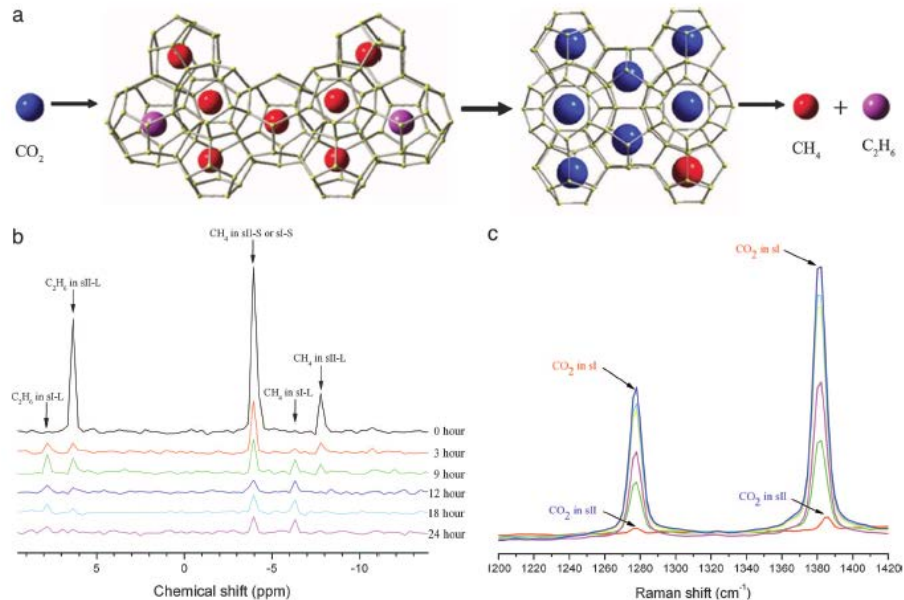 a
CO2
CH4
+
C2H6
b
CH4 in sII-S or sI-S
C2H6 in sII-L
CH4 in sII-L
C2H6 in sI-L
CH4 in sI-L
0 hour
3 hour
9 hour
12 hour
18 hour
24 hour
5 0 -5 -10
Chemical shift (ppm)
c
CO2 in sI
CO2 in sI
CO2 in sII
CO2 in sII
1200 1220 1240 1260 1280 1300 1320 1340 1360 1380 1400 1420
Raman shift (cm-1)